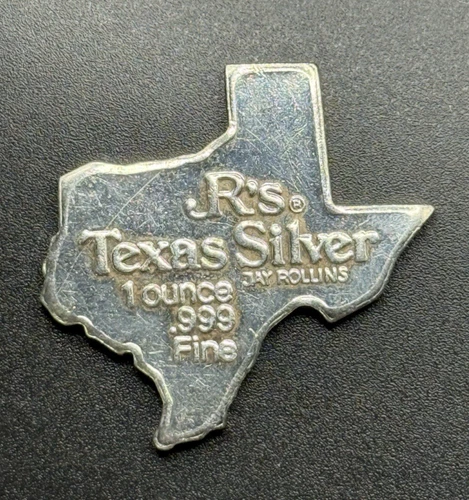 JR's®
Texas Silver
JAY ROLLINS
1 ounce
.999
Fine